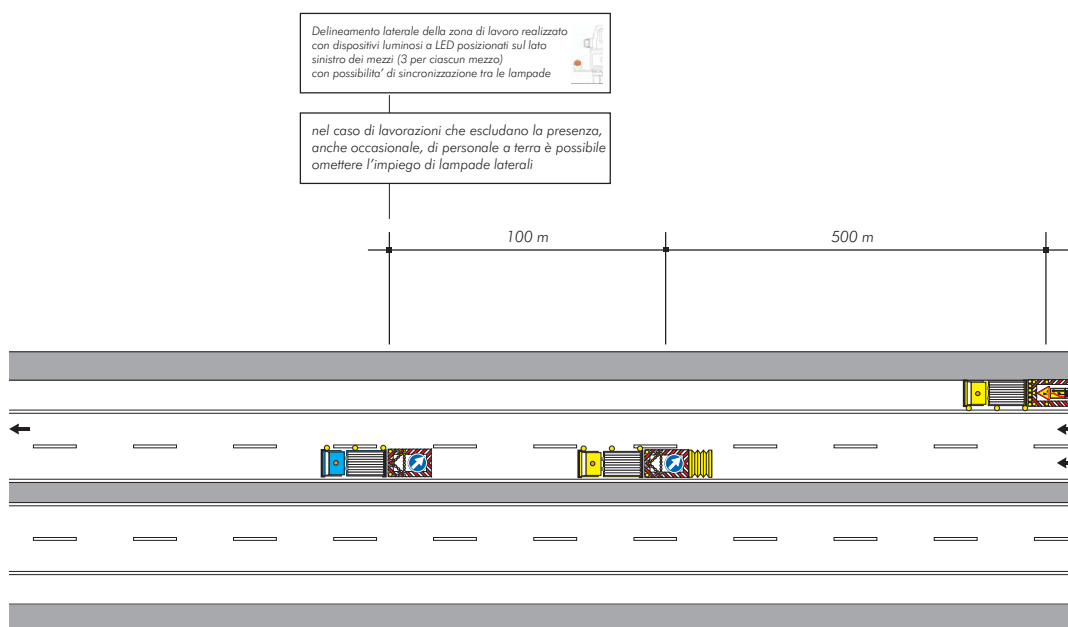 Delineamento laterale della zona di lavoro realizzato
con dispositivi luminosi a LED posizionati sul lato
sinistro dei mezzi (3 per ciascun mezzo)
con possibilita’ di sincronizzazione tra le lampade
nel caso di lavorazioni che escludano la presenza,
anche occasionale, di personale a terra è possibile
omettere l’impiego di lampade laterali
100 m
500 m